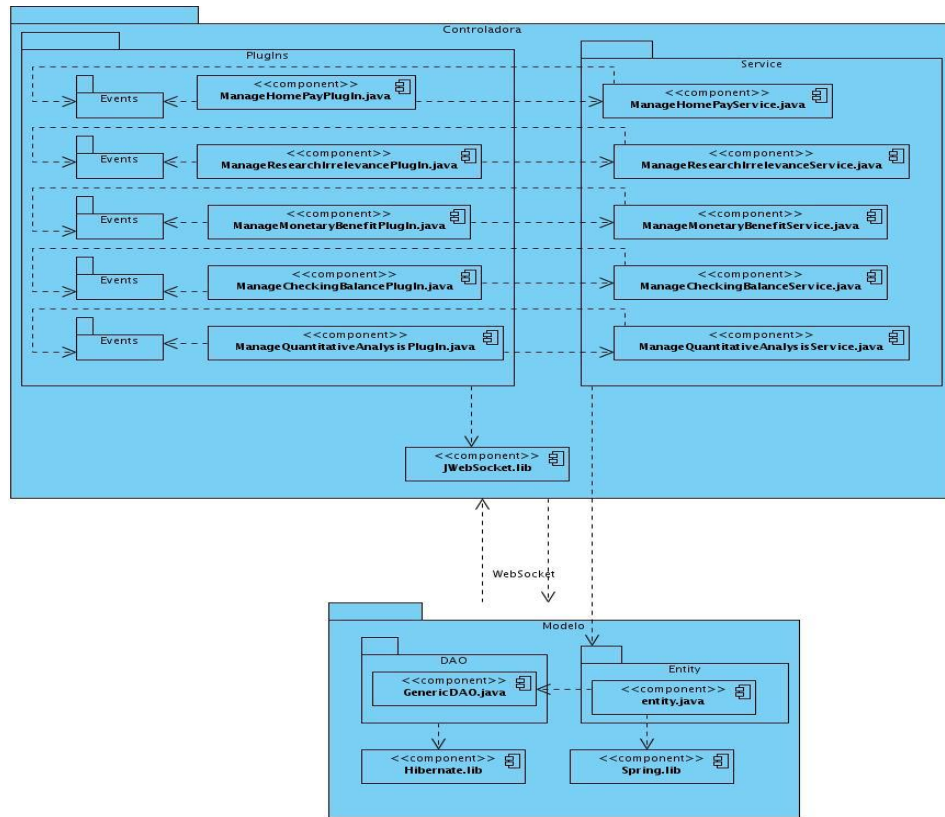 Controladora
PlugIns
Service
<<component>>
ManageHomePayPlugIn.java
Events
<<component>>
ManageHomePayService.java
<<component>>
ManageResearchIrrelevancePlugIn.java
Events
<<component>>
ManageResearchIrrelevanceService.java
<<component>>
ManageMonetaryBenefitPlugIn.java
Events
<<component>>
ManageMonetaryBenefitService.java
<<component>>
ManageCheckingBalancePlugIn.java
Events
<<component>>
ManageCheckingBalanceService.java
<<component>>
ManageQuantitativeAnalysisPlugIn.java
Events
<<component>>
ManageQuantitativeAnalysisService.java
<<component>>
JWebSocket.lib
WebSocket
Modelo
DAO
Entity
<<component>>
GenericDAO.java
<<component>>
entity.java
<<component>>
Hibernate.lib
<<component>>
Spring.lib